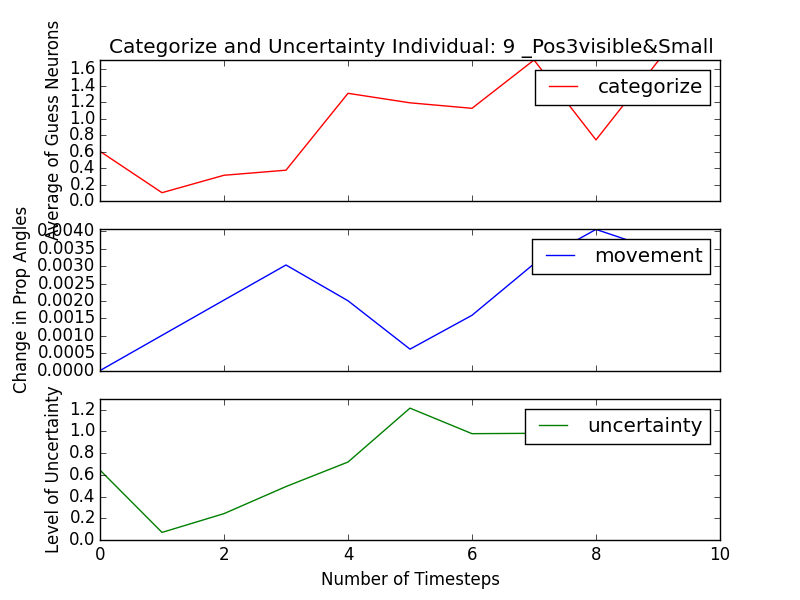 Categorize and Uncertainty Individual: 9 _Pos3visible&Small
Average of Guess Neurons
1.6
1.4
1.2
1.0
0.8
0.6
0.4
0.2
0.0
categorize
Change in Prop Angles
0.0040
0.0035
0.0030
0.0025
0.0020
0.0015
0.0010
0.0005
0.0000
movement
Level of Uncertainty
1.2
1.0
0.8
0.6
0.4
0.2
0.0
uncertainty
0 2 4 6 8 10
Number of Timesteps